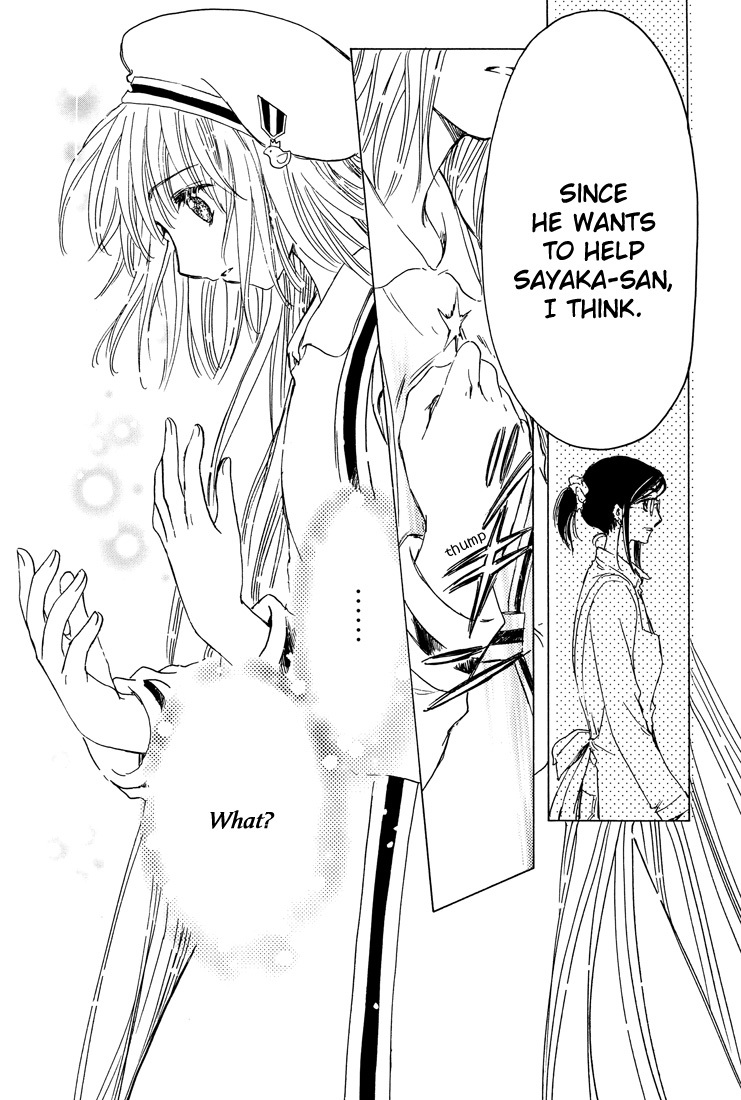 SINCE
HE WANTS
TO HELP
SAYAKA-SAN,
I THINK.
thump
......
What?